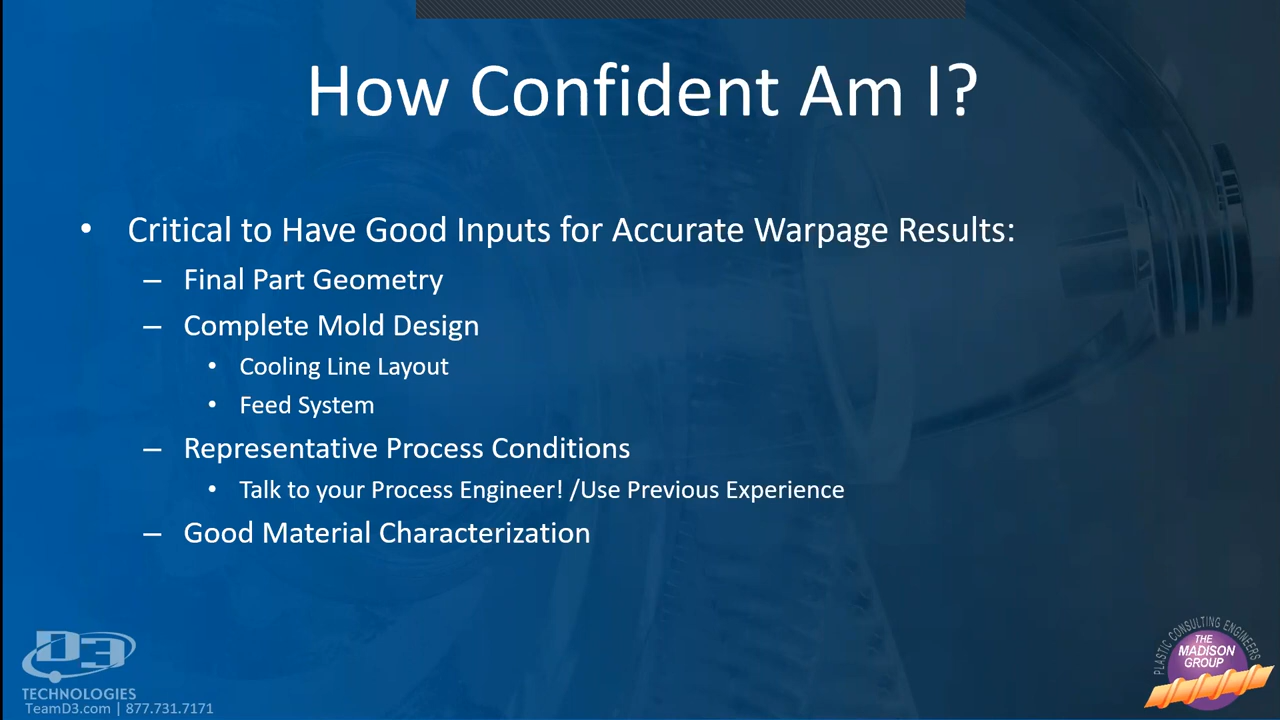 How Confident Am I?
• Critical to Have Good Inputs for Accurate Warpage Results:
– Final Part Geometry
– Complete Mold Design
• Cooling Line Layout
• Feed System
– Representative Process Conditions
• Talk to your Process Engineer! /Use Previous Experience
– Good Material Characterization
D3
TECHNOLOGIES
TeamD3.com | 877.731.7171
PLASTIC CONSULTING ENGINEERS
THE
MADISON
GROUP